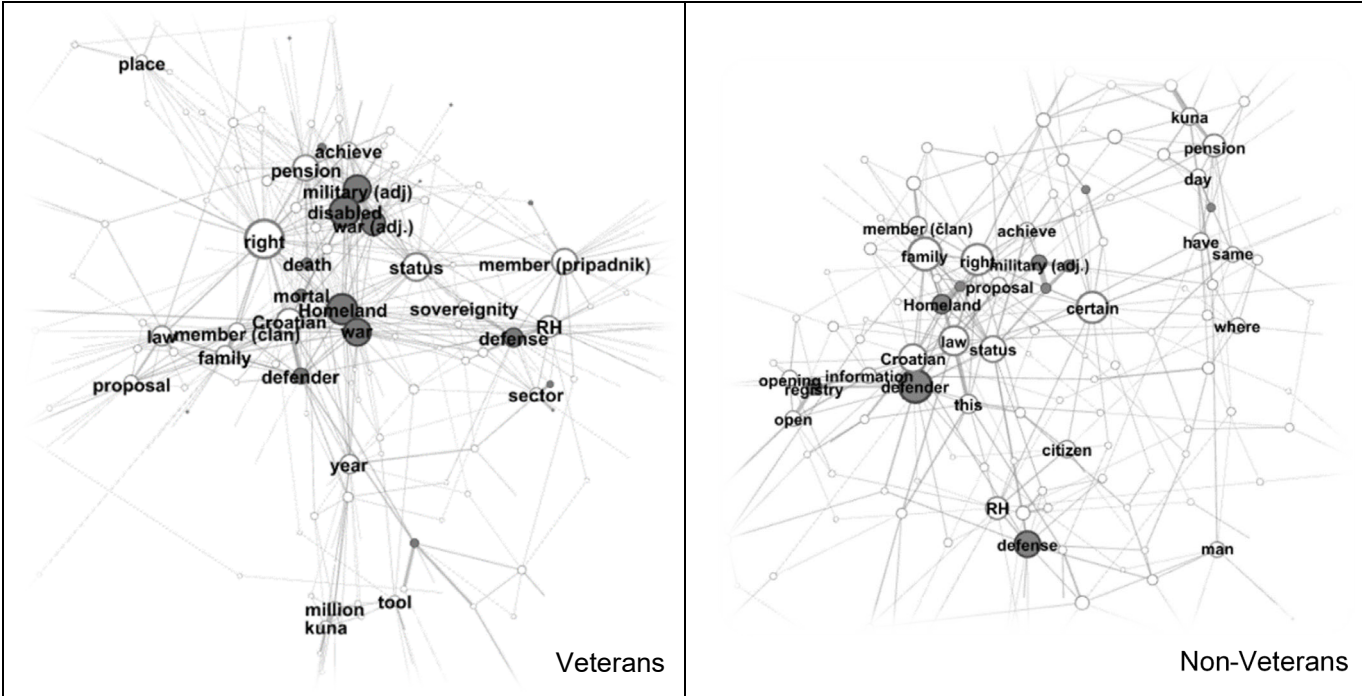 place
achieve
pension
military (adj)
disabled
war (adj.)
right
death
status
member (pripadnik)
mortal
Homeland
sovereignty
Croatian
war
RH
law
member (clan)
defense
family
defender
proposal
sector
year
million
tool
kuna
Veterans
kuna
pension
day
member (član)
achieve
have
family
right
military (adj.)
same
proposal
Homeland
certain
where
law
Croatian
status
information
opening
defender
registry
this
open
citizen
RH
defense
man
Non-Veterans